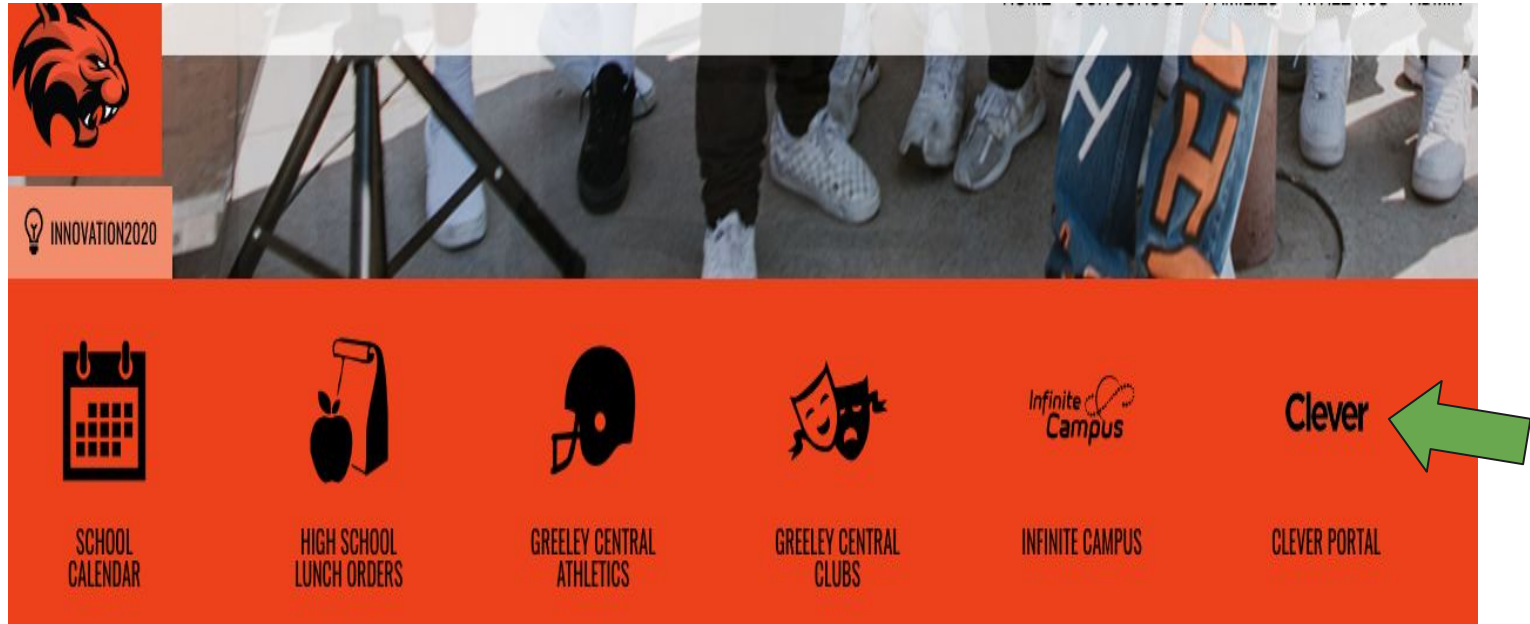 INNOVATION2020
Infinite
Campus
Clever
SCHOOL
CALENDAR
HIGH SCHOOL
LUNCH ORDERS
GREELEY CENTRAL
ATHLETICS
GREELEY CENTRAL
CLUBS
INFINITE CAMPUS
CLEVER PORTAL